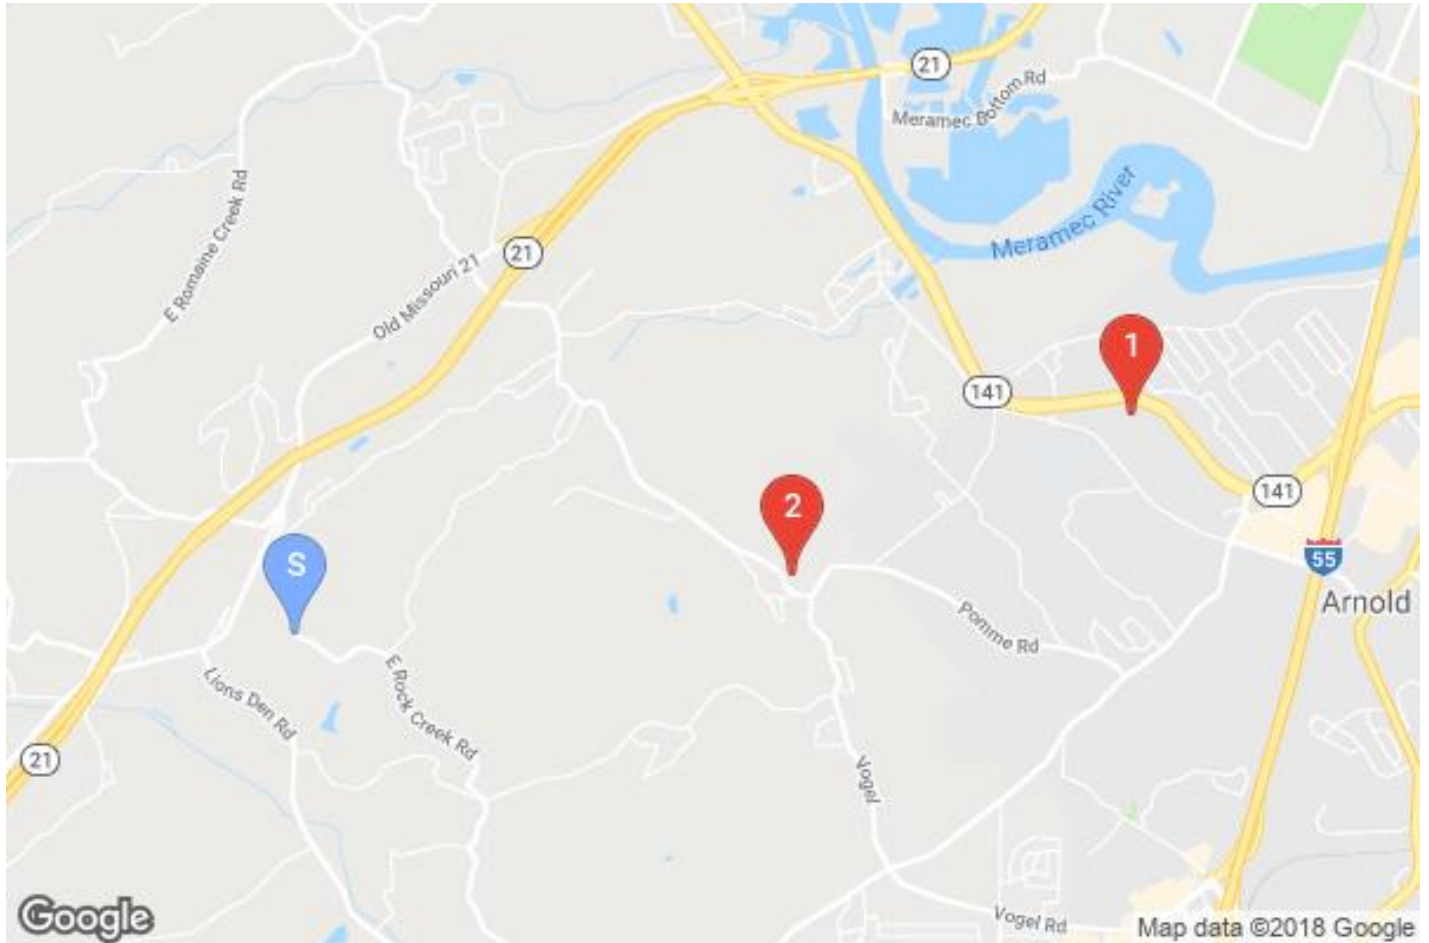 21
Meramec Bottom Rd
E Romaine Creek Rd
Meramec River
21
Old Missouri 21
1
141
2
141
S
55
Arnold
Pomme Rd
E Rock Creek Rd
Lions Den Rd
21
Vogel
Vogel Rd
Google
Map data ©2018 Google